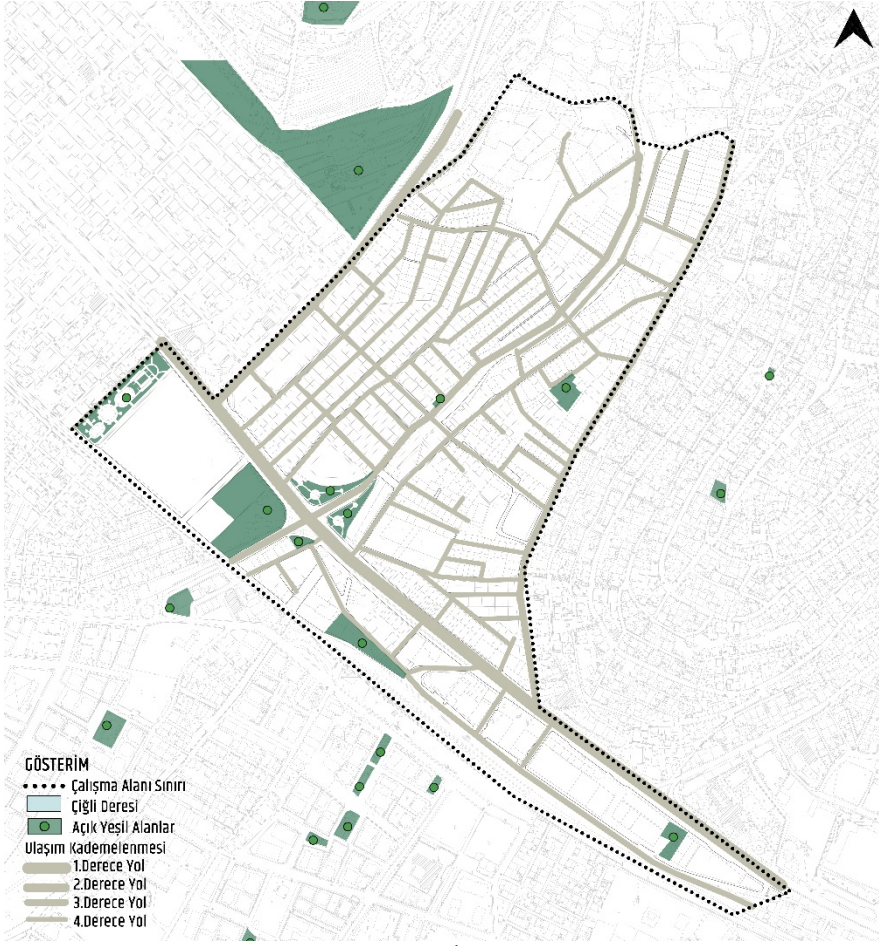 GÖSTERİM
Çalışma Alanı Sınırı
Çiğli Deresi
Açık Yeşil Alanlar
Ulaşım Kademelenmesi
1.Derece Yol
2.Derece Yol
3.Derece Yol
4.Derece Yol